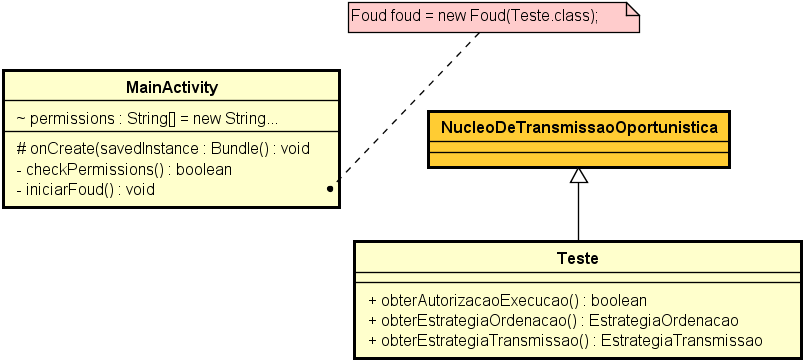 Foud foud = new Foud(Teste.class);
MainActivity
~ permissions : String[] = new String...
# onCreate(savedInstance : Bundle() : void
- checkPermissions() : boolean
- iniciarFoud() : void
NucleoDeTransmissaoOportunistica
Teste
+ obterAutorizacaoExecucao() : boolean
+ obterEstrategiaOrdenacao() : EstrategiaOrdenacao
+ obterEstrategiaTransmissao() : EstrategiaTransmissao